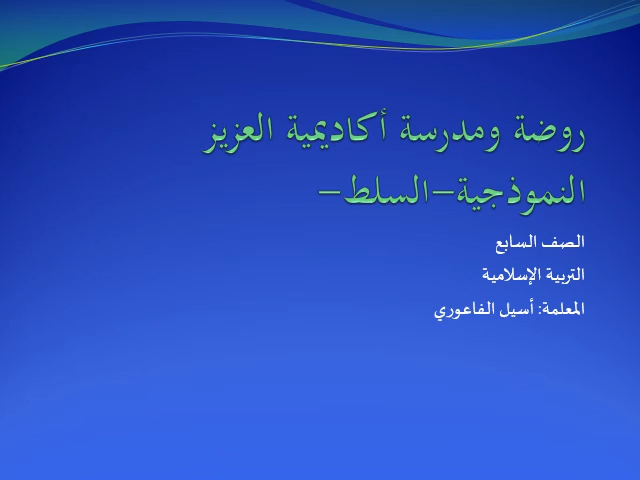 روضة ومدرسة أكاديمية العزيز
النموذجية-السلط-
الصف السابع
التربية الإسلامية
المعلمة: أسيل الفاعوري